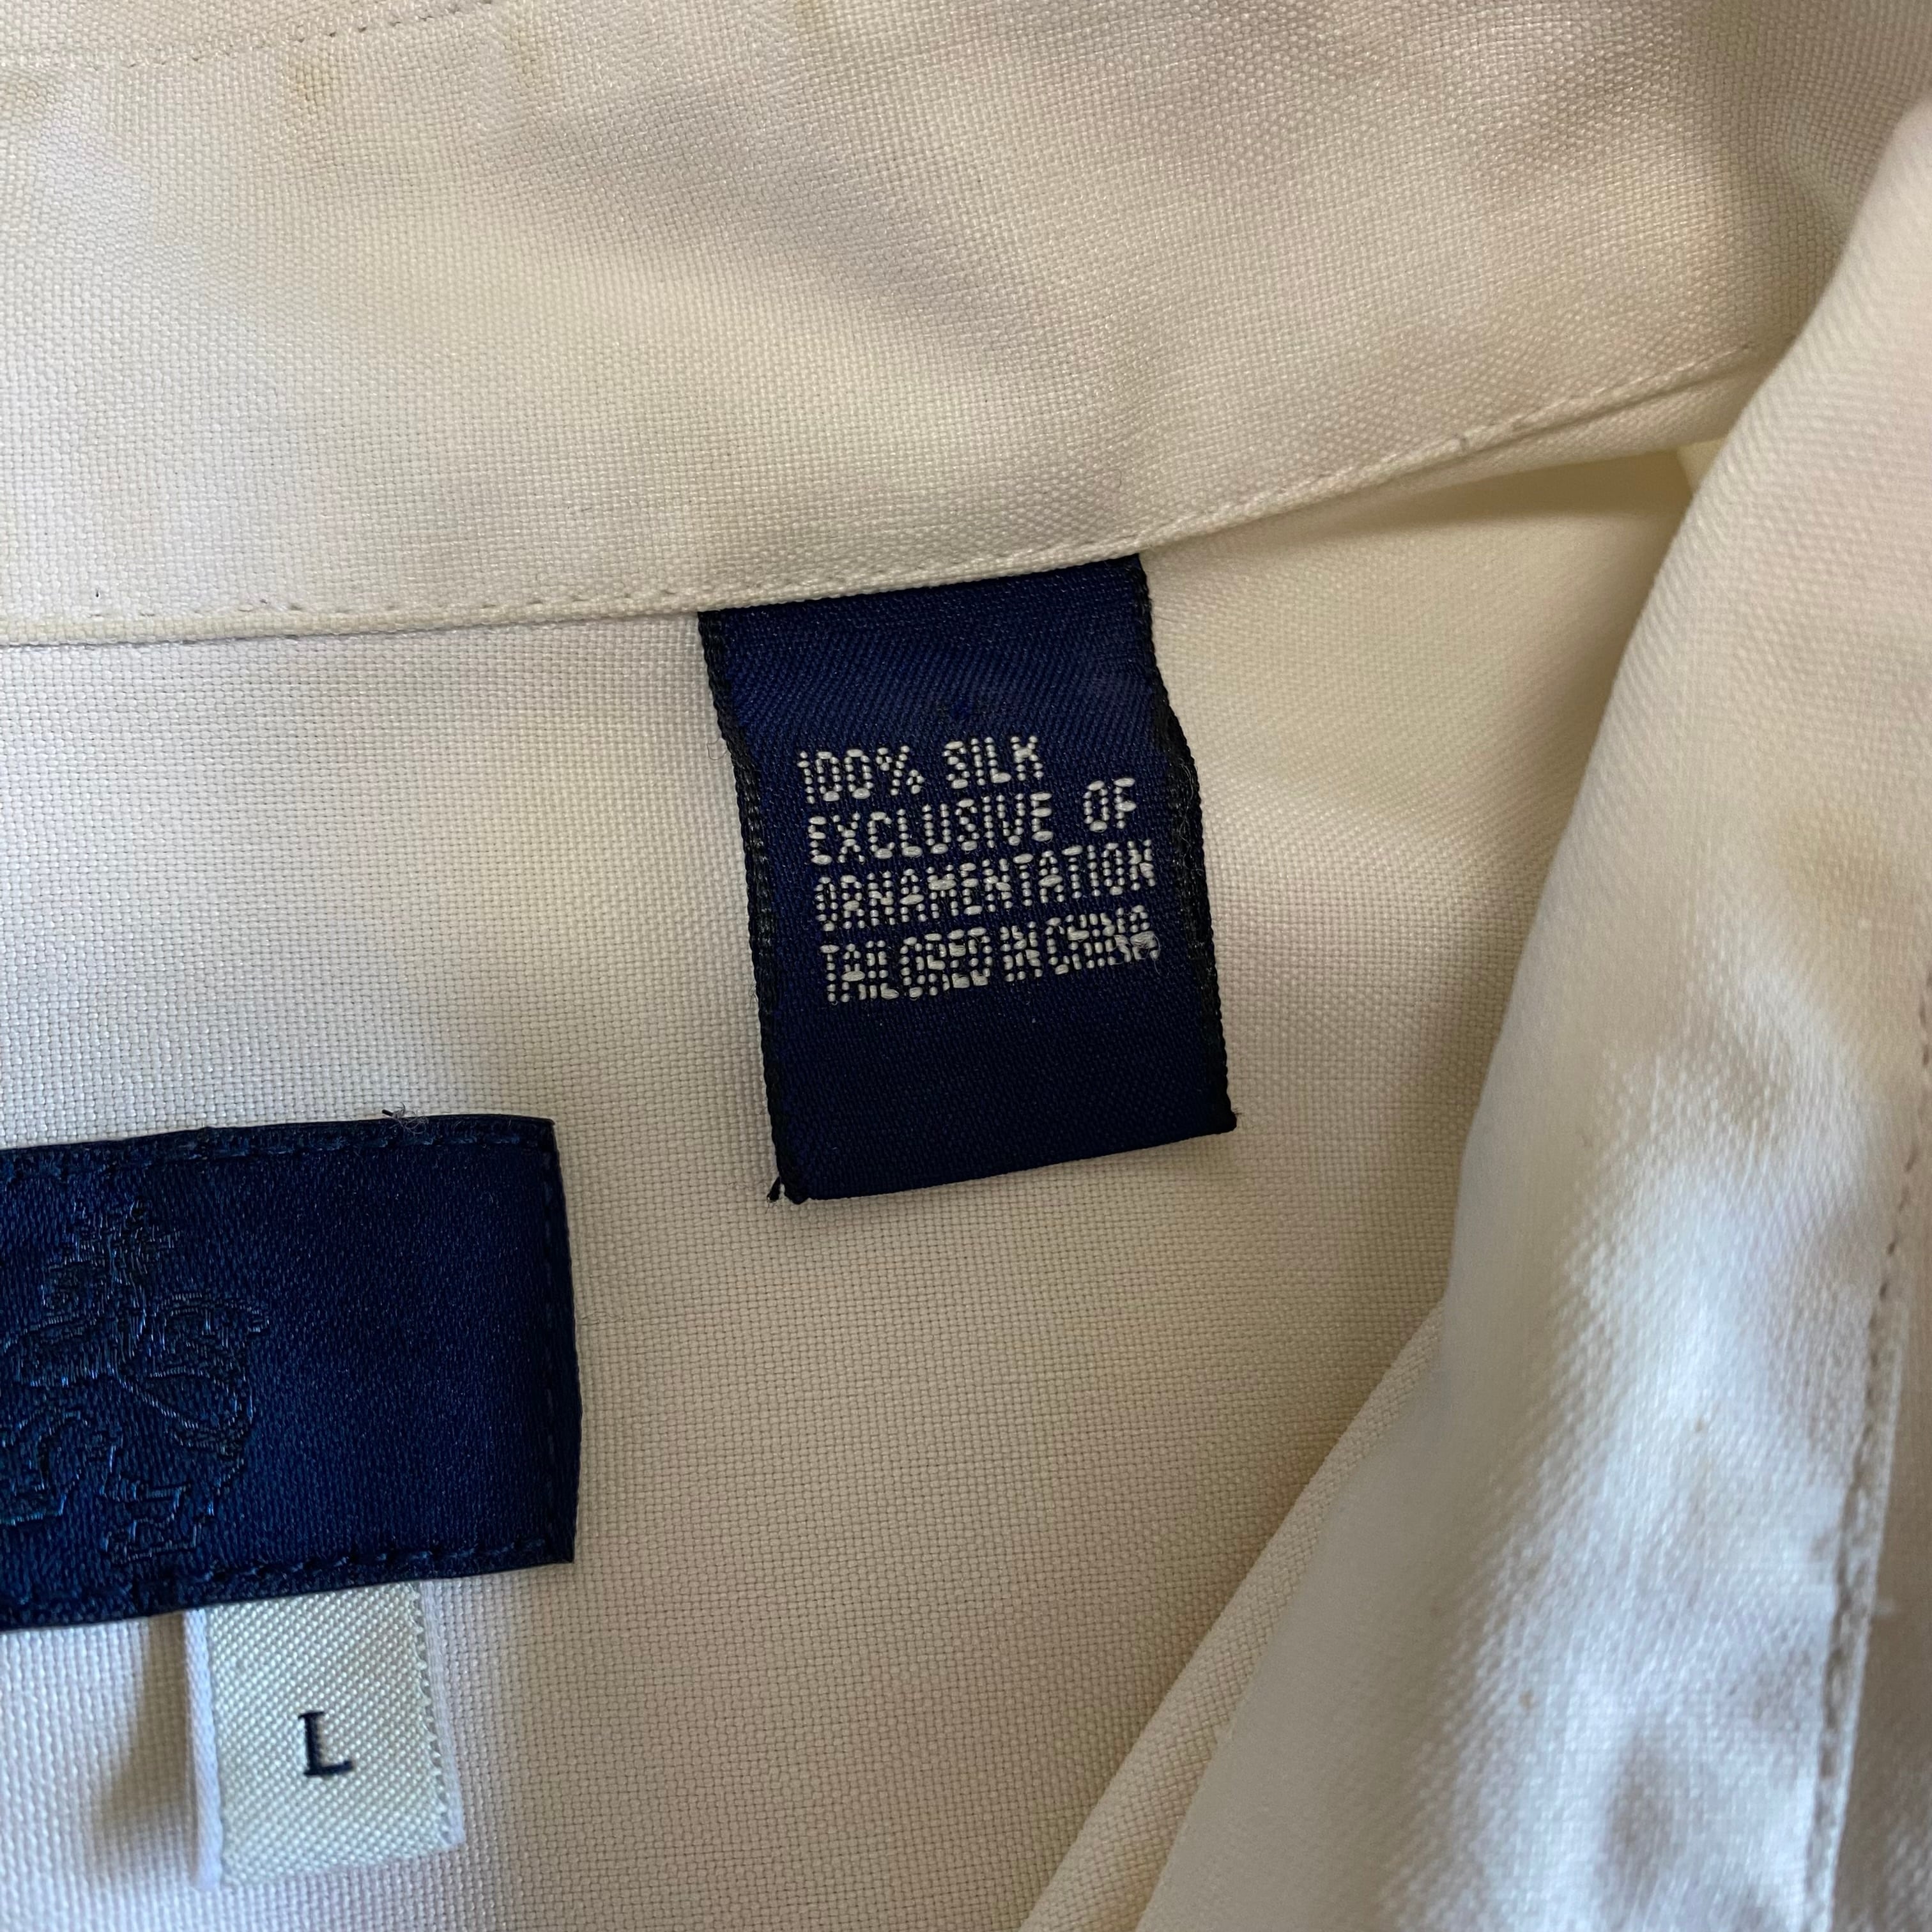 100% SILK
EXCLUSIVE OF
ORNAMENTATION
TAILORED IN CHINA
L